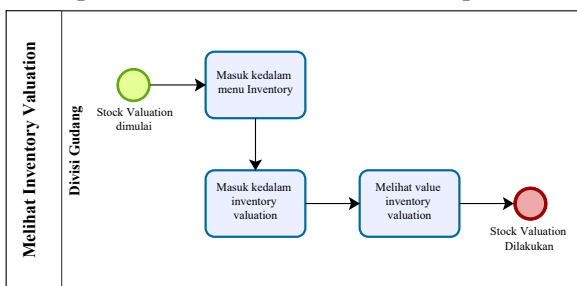 Melihat Inventory Valuation
Divisi Gudang
Stock Valuation
dimulai
Masuk kedalam
menu Inventory
Masuk kedalam
inventory
valuation
Melihat value
inventory
valuation
Stock Valuation
Dilakukan